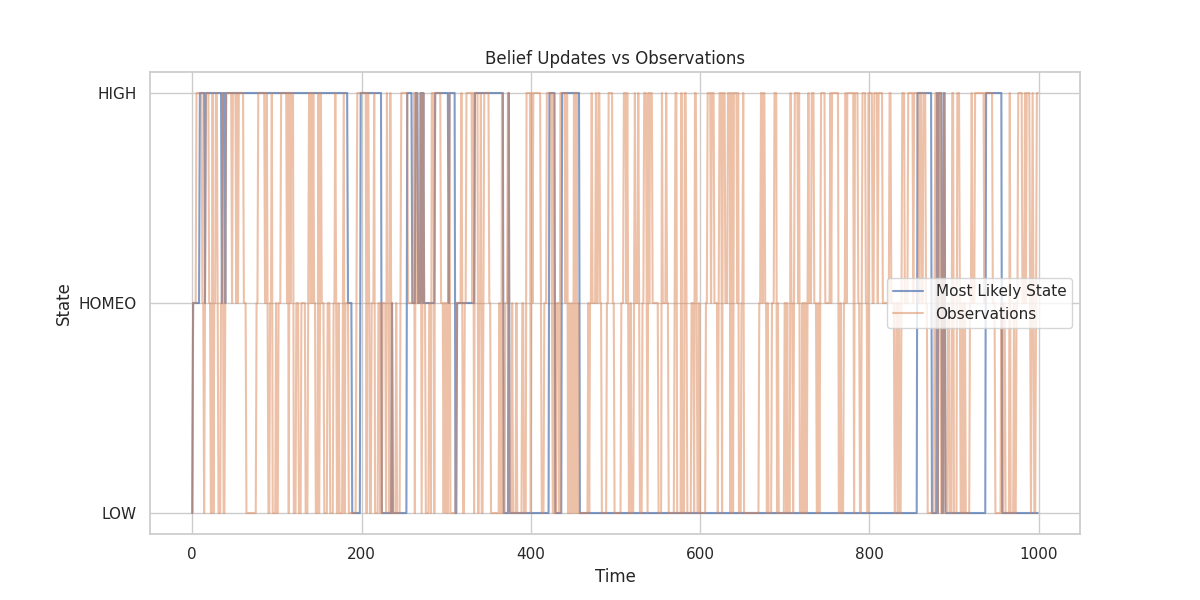 Belief Updates vs Observations
State
HIGH
HOMEO
LOW
Most Likely State
Observations
0 200 400 600 800 1000
Time